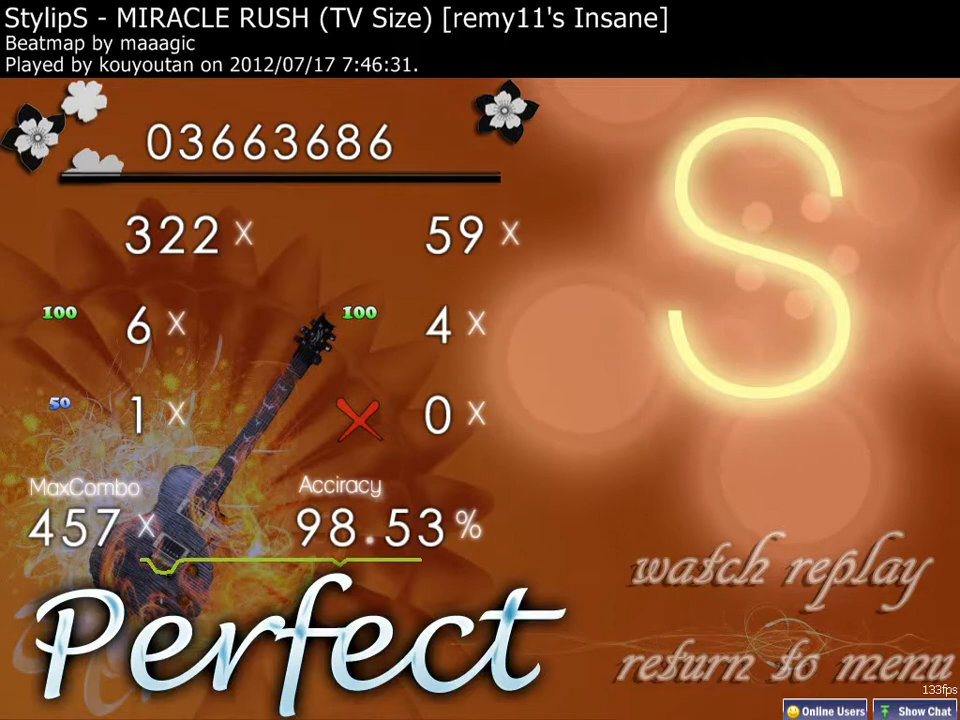 StylipS - MIRACLE RUSH (TV Size) [remy11's Insane]
Beatmap by maaagic
Played by kouyoutan on 2012/07/17 7:46:31.
03663686
322 x 59 x
100 6 x 100 4 x
50 1 x 0 x
MaxCombo Acciracy
457 x 98.53 %
Perfect
S
watch replay
return to menu
133fps
Online Users Show Chat